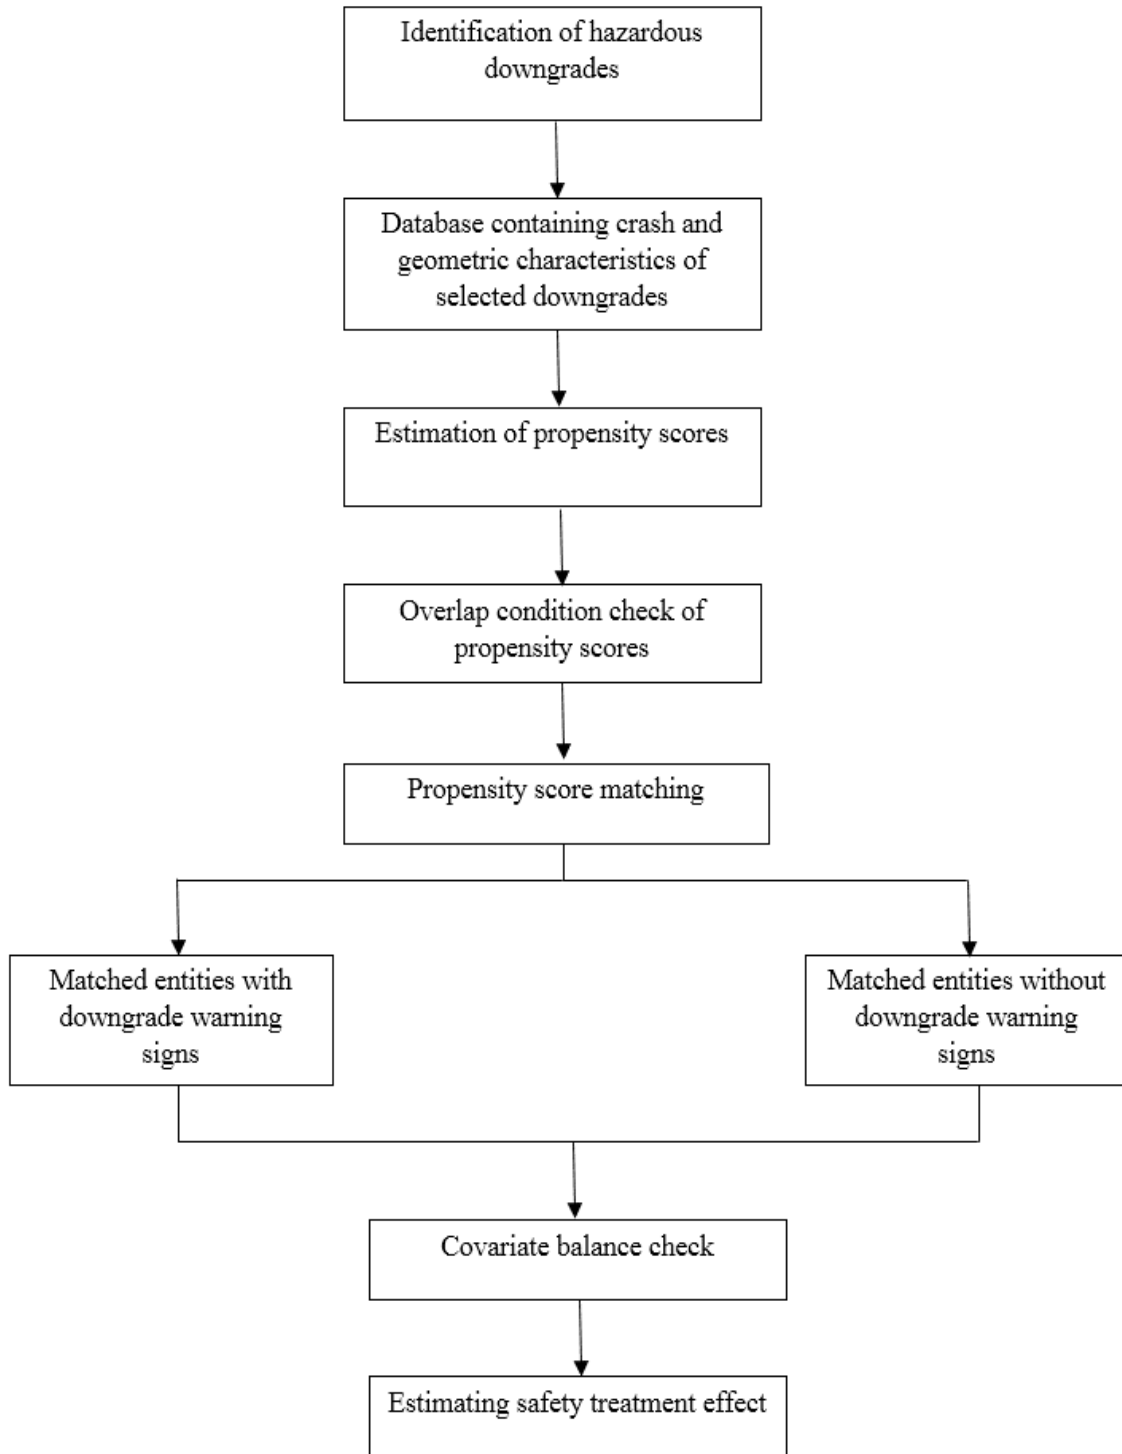 Identification of hazardous
downgrades
Database containing crash and
geometric characteristics of
selected downgrades
Estimation of propensity scores
Overlap condition check of
propensity scores
Propensity score matching
Matched entities with
downgrade warning
signs
Matched entities without
downgrade warning
signs
Covariate balance check
Estimating safety treatment effect